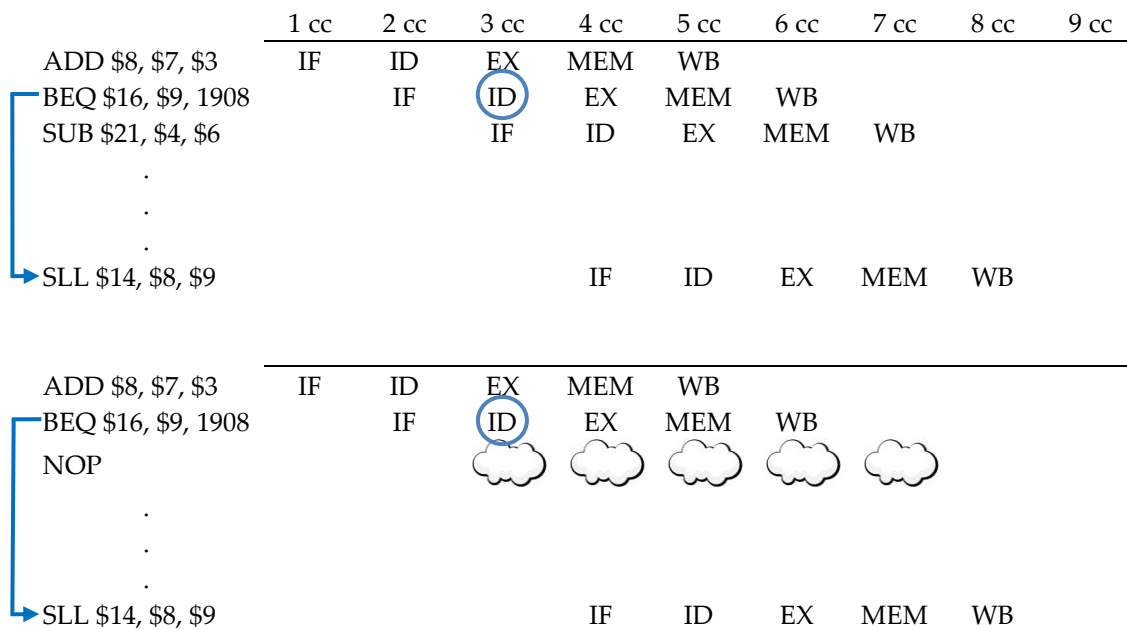 1 cc 2 cc 3 cc 4 cc 5 cc 6 cc 7 cc 8 cc 9 cc
ADD $8, $7, $3 IF ID EX MEM WB
BEQ $16, $9, 1908 IF ID EX MEM WB
SUB $21, $4, $6 IF ID EX MEM WB
.
.
.
SLL $14, $8, $9 IF ID EX MEM WB
ADD $8, $7, $3 IF ID EX MEM WB
BEQ $16, $9, 1908 IF ID EX MEM WB
NOP
.
.
.
SLL $14, $8, $9 IF ID EX MEM WB